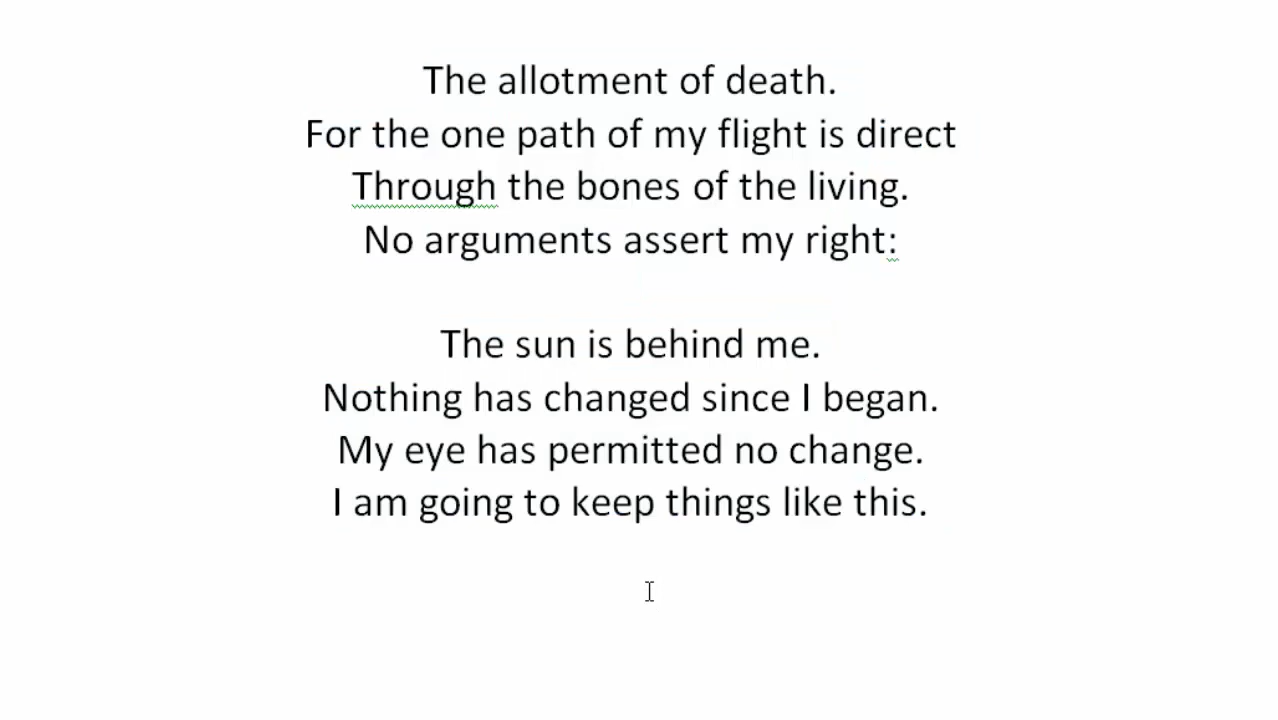 The allotment of death.
For the one path of my flight is direct
Through the bones of the living.
No arguments assert my right:
The sun is behind me.
Nothing has changed since I began.
My eye has permitted no change.
I am going to keep things like this.